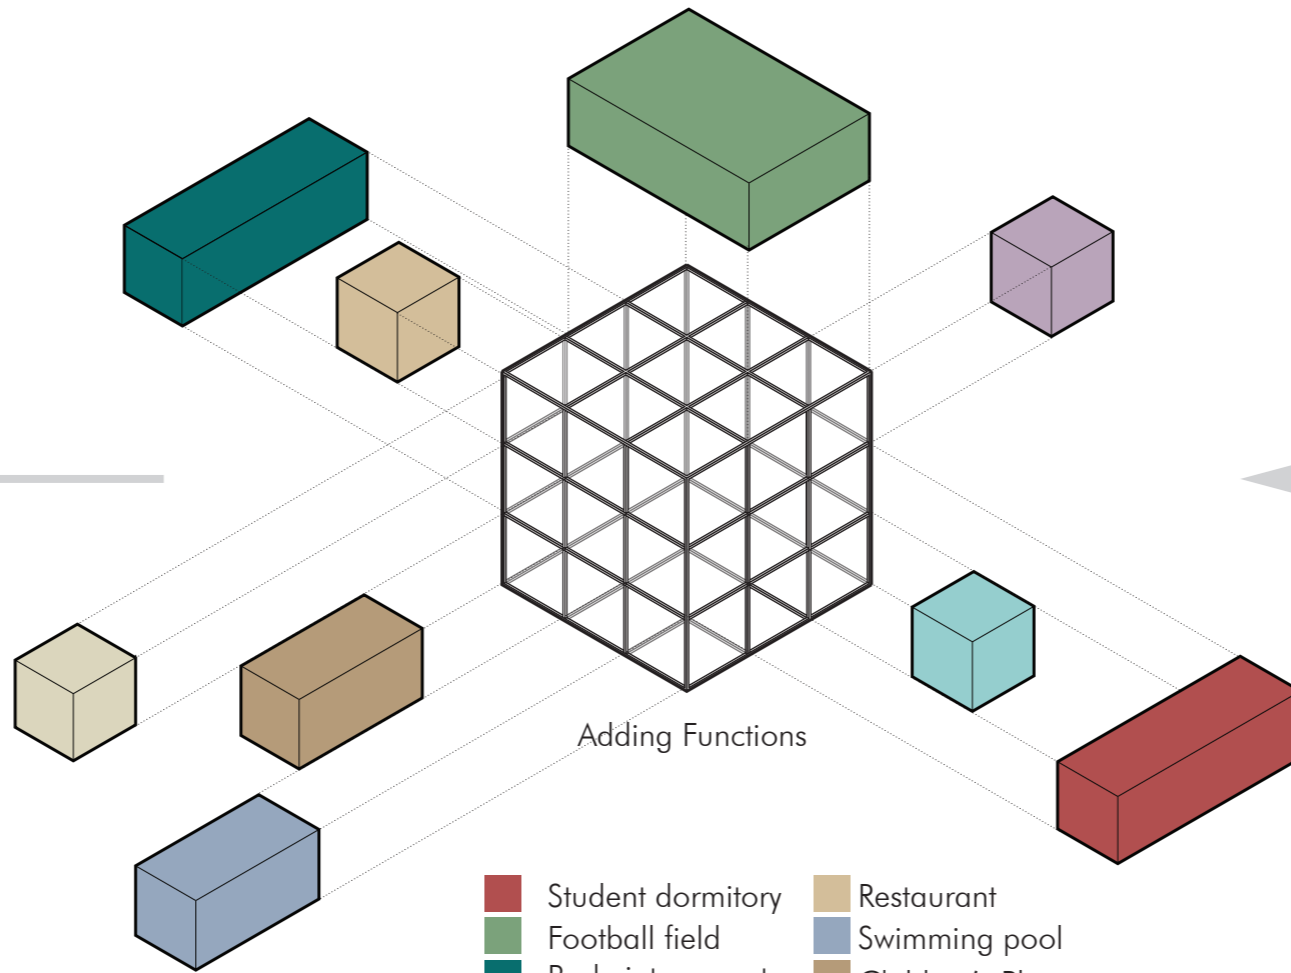 Adding Functions
Student dormitory
Restaurant
Football field
Swimming pool